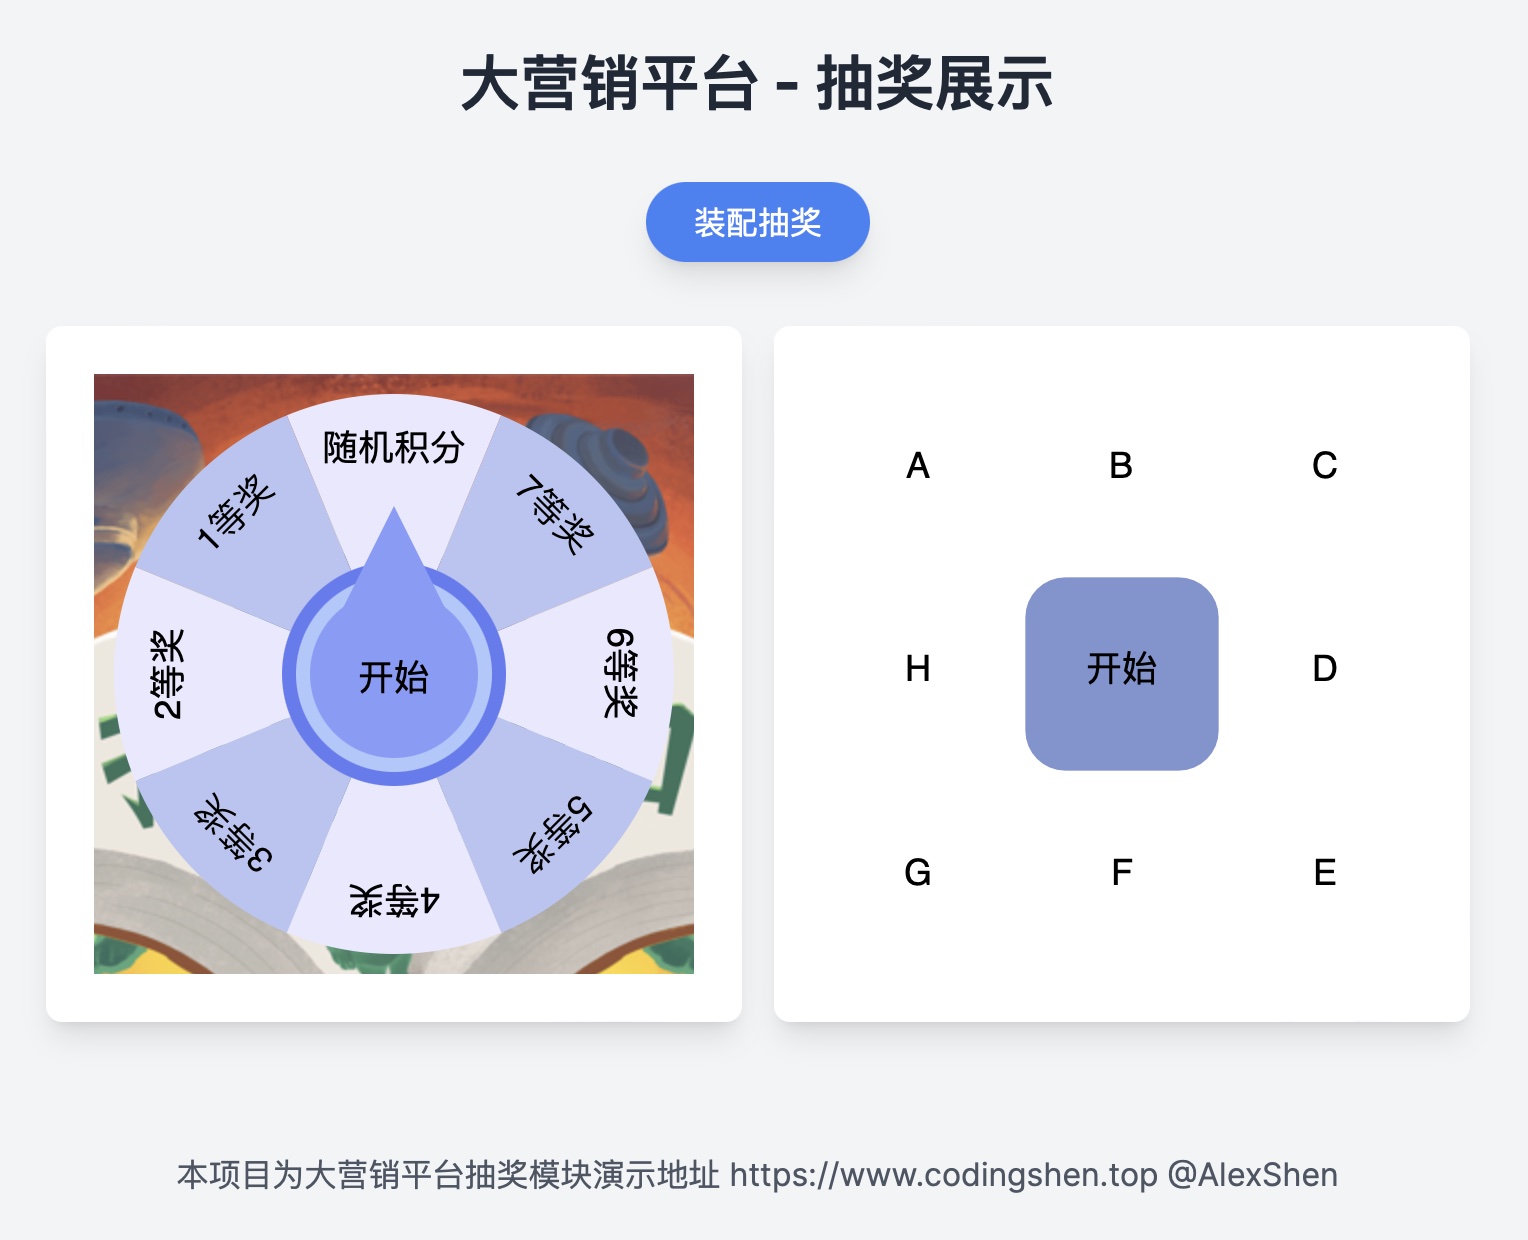 大营销平台 - 抽奖展示
装配抽奖
随机积分
1等奖
7等奖
2等奖
6等奖
开始
3等奖
5等奖
4等奖
A B C
H 开始 D
G F E
本项目为大营销平台抽奖模块演示地址 https://www.codingshen.top @AlexShen